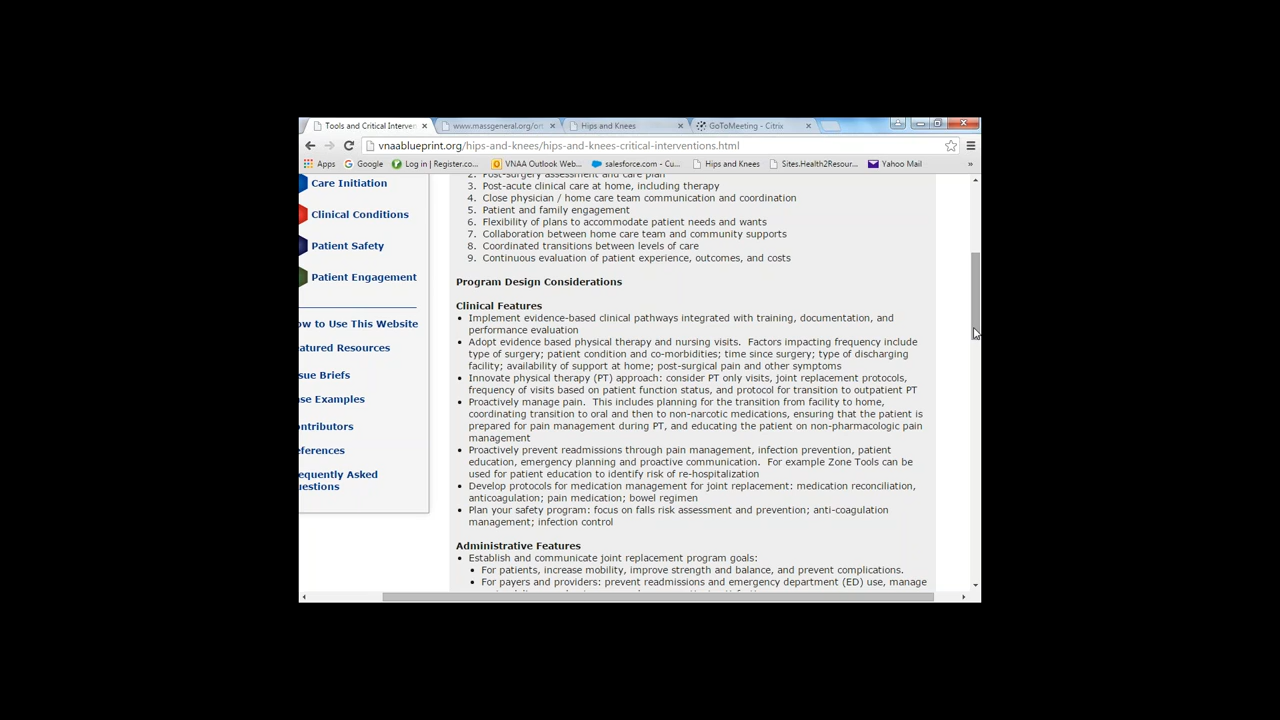 Tools and Critical Interven
www.massgeneral.org/ort
Hips and Knees
GoToMeeting - Citrix
vnaablueprint.org/hips-and-knees/hips-and-knees-critical-interventions.html
Apps
Google
Log in | Register.co...
VNAA Outlook Web...
salesforce.com - Cu...
Hips and Knees
Sites.Health2Resour...
Yahoo Mail
»
Care Initiation
Clinical Conditions
Patient Safety
Patient Engagement
ow to Use This Website
atured Resources
sue Briefs
se Examples
ontributors
eferences
equently Asked
uestions
2. Post-surgery assessment and care plan
3. Post-acute clinical care at home, including therapy
4. Close physician / home care team communication and coordination
5. Patient and family engagement
6. Flexibility of plans to accommodate patient needs and wants
7. Collaboration between home care team and community supports
8. Coordinated transitions between levels of care
9. Continuous evaluation of patient experience, outcomes, and costs
Program Design Considerations
Clinical Features
• Implement evidence-based clinical pathways integrated with training, documentation, and
performance evaluation
• Adopt evidence based physical therapy and nursing visits. Factors impacting frequency include
type of surgery; patient condition and co-morbidities; time since surgery; type of discharging
facility; availability of support at home; post-surgical pain and other symptoms
• Innovate physical therapy (PT) approach: consider PT only visits, joint replacement protocols,
frequency of visits based on patient function status, and protocol for transition to outpatient PT
• Proactively manage pain. This includes planning for the transition from facility to home,
coordinating transition to oral and then to non-narcotic medications, ensuring that the patient is
prepared for pain management during PT, and educating the patient on non-pharmacologic pain
management
• Proactively prevent readmissions through pain management, infection prevention, patient
education, emergency planning and proactive communication. For example Zone Tools can be
used for patient education to identify risk of re-hospitalization
• Develop protocols for medication management for joint replacement: medication reconciliation,
anticoagulation; pain medication; bowel regimen
• Plan your safety program: focus on falls risk assessment and prevention; anti-coagulation
management; infection control
Administrative Features
• Establish and communicate joint replacement program goals:
• For patients, increase mobility, improve strength and balance, and prevent complications.
• For payers and providers: prevent readmissions and emergency department (ED) use, manage